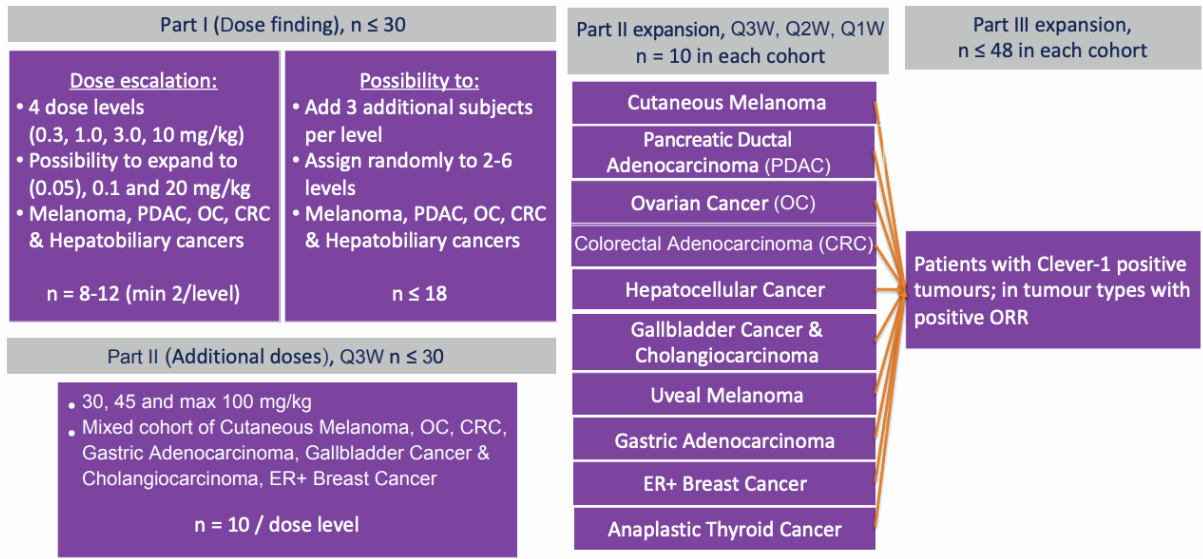 Part I (Dose finding), n ≤ 30
Dose escalation:
• 4 dose levels
(0.3, 1.0, 3.0, 10 mg/kg)
• Possibility to expand to
(0.05), 0.1 and 20 mg/kg
• Melanoma, PDAC, OC, CRC
& Hepatobiliary cancers
n = 8-12 (min 2/level)
Possibility to:
• Add 3 additional subjects
per level
• Assign randomly to 2-6
levels
• Melanoma, PDAC, OC, CRC
& Hepatobiliary cancers
n ≤ 18
Part II (Additional doses), Q3W n ≤ 30
• 30, 45 and max 100 mg/kg
• Mixed cohort of Cutaneous Melanoma, OC, CRC,
Gastric Adenocarcinoma, Gallbladder Cancer &
Cholangiocarcinoma, ER+ Breast Cancer
n = 10 / dose level
Part II expansion, Q3W, Q2W, Q1W
n = 10 in each cohort
Cutaneous Melanoma
Pancreatic Ductal
Adenocarcinoma (PDAC)
Ovarian Cancer (OC)
Colorectal Adenocarcinoma (CRC)
Hepatocellular Cancer
Gallbladder Cancer &
Cholangiocarcinoma
Uveal Melanoma
Gastric Adenocarcinoma
ER+ Breast Cancer
Anaplastic Thyroid Cancer
Part III expansion,
n ≤ 48 in each cohort
Patients with Clever-1 positive
tumours; in tumour types with
positive ORR